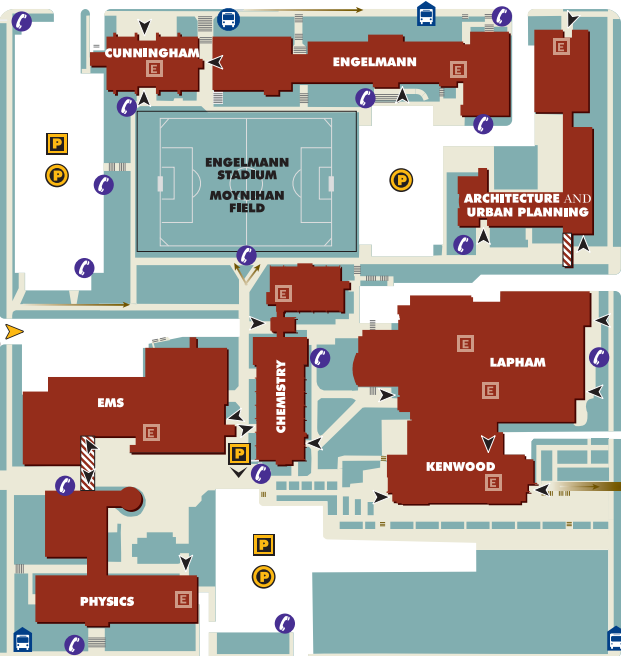 CUNNINGHAM
E
ENGELMANN
E
E
P
P
ENGELMANN
STADIUM
MOYNIHAN
FIELD
P
ARCHITECTURE AND
URBAN PLANNING
E
CHEMISTRY
E
LAPHAM
E
EMS
E
P
KENWOOD
E
P
P
PHYSICS
E